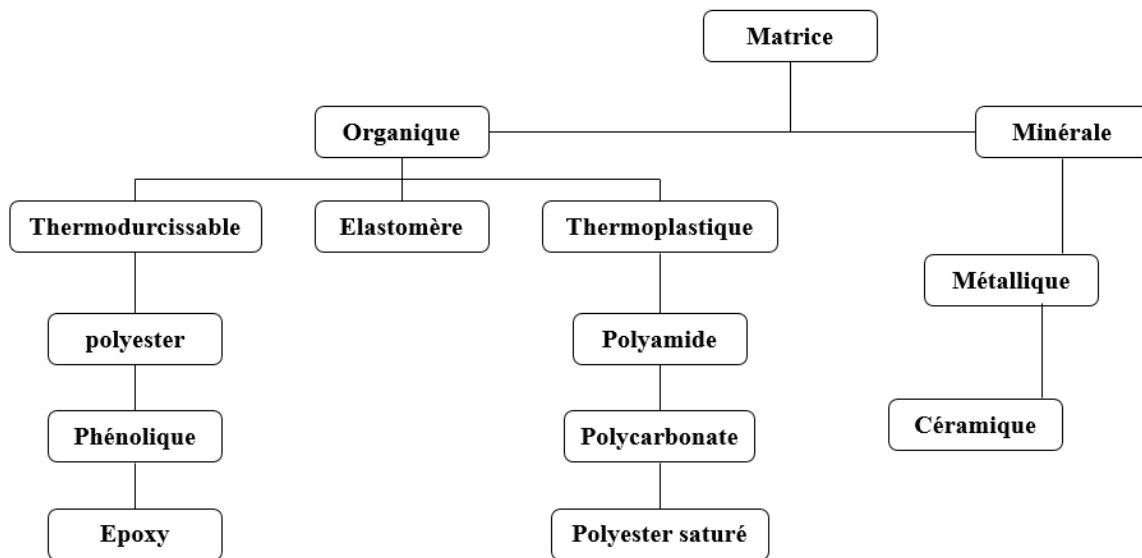 Matrice
Organique
Minérale
Thermodurcissable
Elastomère
Thermoplastique
Métallique
polyester
Polyamide
Phénolique
Polycarbonate
Céramique
Epoxy
Polyester saturé